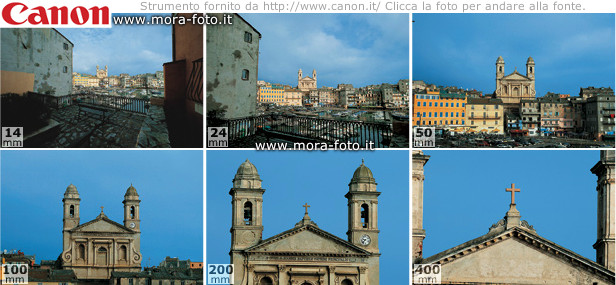 Strumento fornito da http://www.canon.it/ Clicca la foto per andare alla fonte.
Canon
www.mora-foto.it
14 mm
24 mm
50 mm
www.mora-foto.it
100 mm
200 mm
400 mm